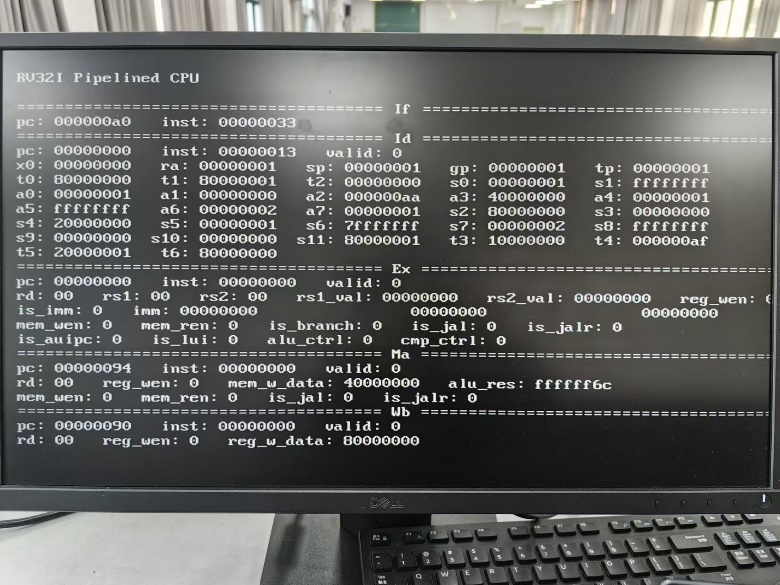 RV32I Pipelined CPU
====================================== If ======================================
pc: 000000a0 inst: 00000033
====================================== Id ======================================
pc: 00000000 inst: 00000013 valid: 0
x0: 00000000 ra: 00000001 sp: 00000001 gp: 00000001 tp: 00000001
t0: 80000000 t1: 80000001 t2: 00000000 s0: 00000001 s1: ffffffff
a0: 00000001 a1: 00000000 a2: 000000aa a3: 40000000 a4: 00000001
a5: ffffffff a6: 00000002 a7: 00000001 s2: 80000000 s3: 00000000
s4: 20000000 s5: 00000001 s6: 7fffffff s7: 00000002 s8: ffffffff
s9: 00000000 s10: 00000000 s11: 80000001 t3: 10000000 t4: 000000af
t5: 20000001 t6: 80000000
====================================== Ex ======================================
pc: 00000000 inst: 00000000 valid: 0
rd: 00 rs1: 00 rs2: 00 rs1_val: 00000000 rs2_val: 00000000 reg_wen:
is_imm: 0 imm: 00000000 00000000 00000000
mem_wen: 0 mem_ren: 0 is_branch: 0 is_jal: 0 is_jalr: 0
is_auipc: 0 is_lui: 0 alu_ctrl: 0 cmp_ctrl: 0
====================================== Ma ======================================
pc: 00000094 inst: 00000000 valid: 0
rd: 00 reg_wen: 0 mem_w_data: 40000000 alu_res: ffffff6c
mem_wen: 0 mem_ren: 0 is_jal: 0 is_jalr: 0
====================================== Wb ======================================
pc: 00000090 inst: 00000000 valid: 0
rd: 00 reg_wen: 0 reg_w_data: 80000000
DELL